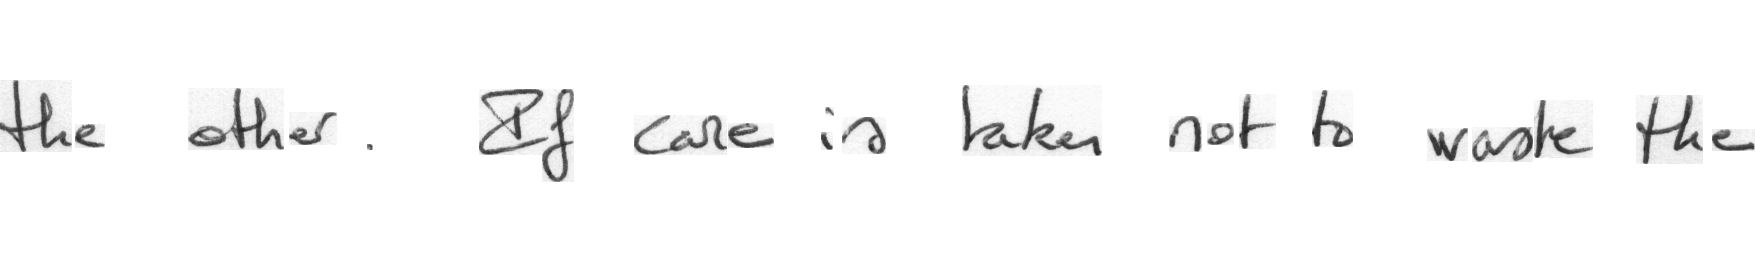 the other. If care is taken not to waste the